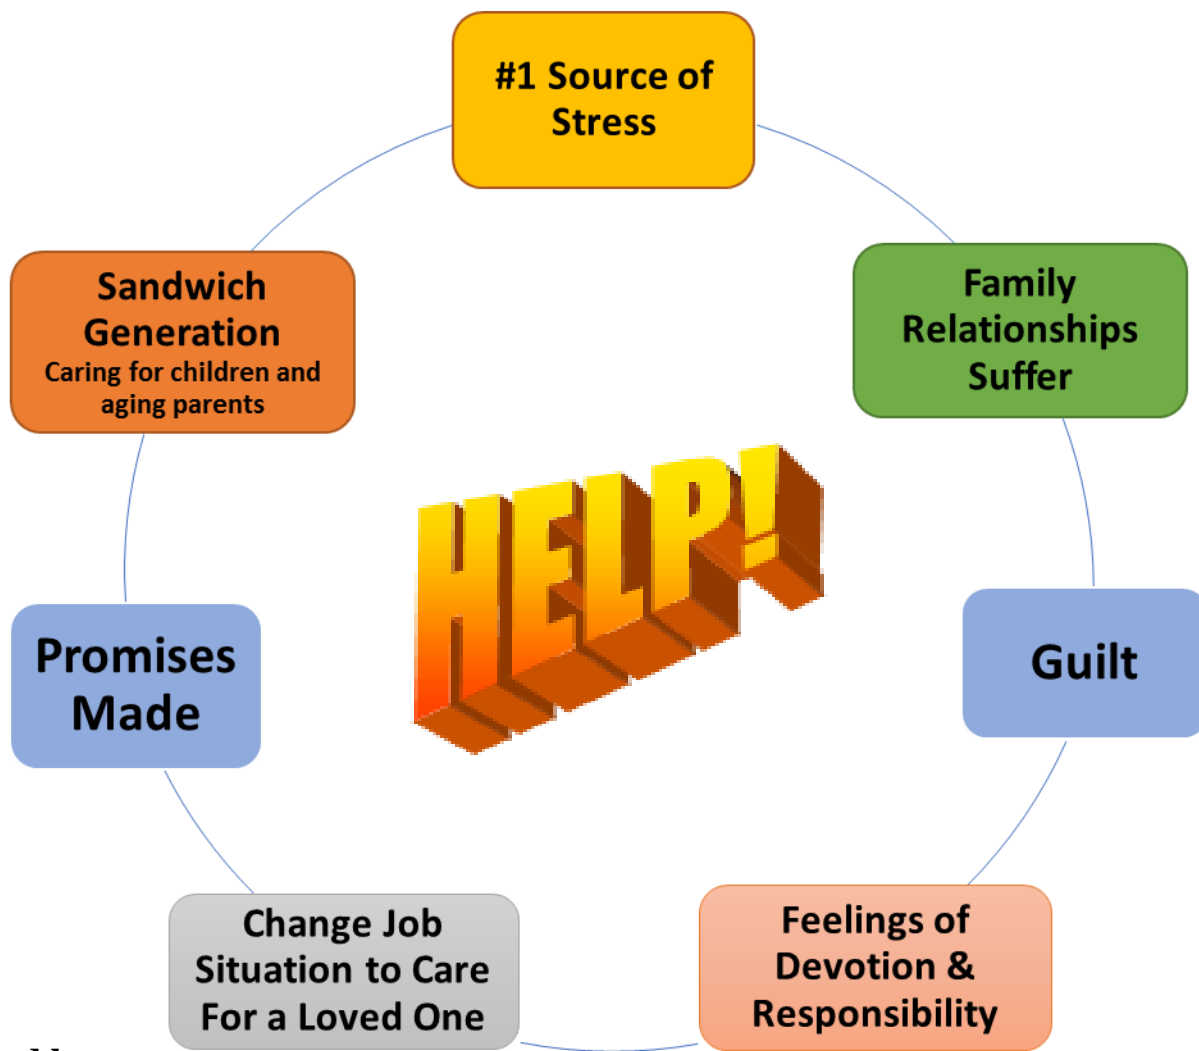 #1 Source of
Stress
Family
Relationships
Suffer
Guilt
Feelings of
Devotion &
Responsibility
Change Job
Situation to Care
For a Loved One
Promises
Made
Sandwich
Generation
Caring for children and
aging parents
HELP!